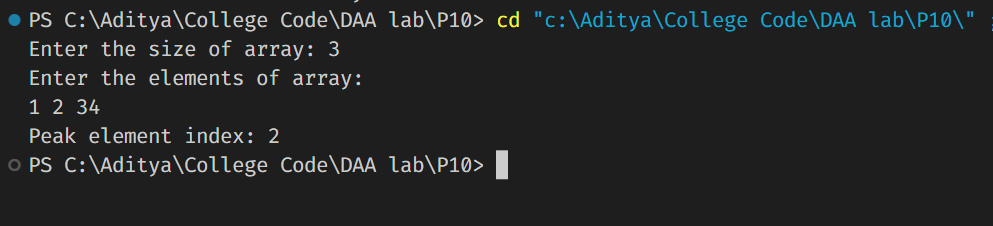 PS C:\Aditya\College Code\DAA lab\P10> cd "c:\Aditya\College Code\DAA lab\P10\" ;
Enter the size of array: 3
Enter the elements of array:
1 2 34
Peak element index: 2
PS C:\Aditya\College Code\DAA lab\P10>